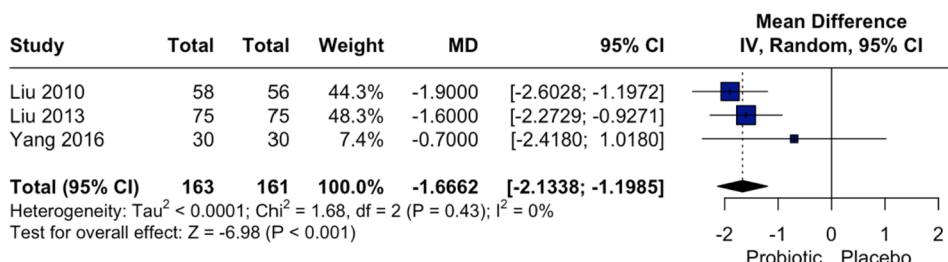 Mean Difference
Study Total Total Weight MD 95% CI IV, Random, 95% CI
Liu 2010 58 56 44.3% -1.9000 [-2.6028; -1.1972]
Liu 2013 75 75 48.3% -1.6000 [-2.2729; -0.9271]
Yang 2016 30 30 7.4% -0.7000 [-2.4180; 1.0180]
Total (95% CI) 163 161 100.0% -1.6662 [-2.1338; -1.1985]
Heterogeneity: Tau² < 0.0001; Chi² = 1.68, df = 2 (P = 0.43); I² = 0%
Test for overall effect: Z = -6.98 (P < 0.001)
-2 -1 0 1 2
Probiotic Placebo